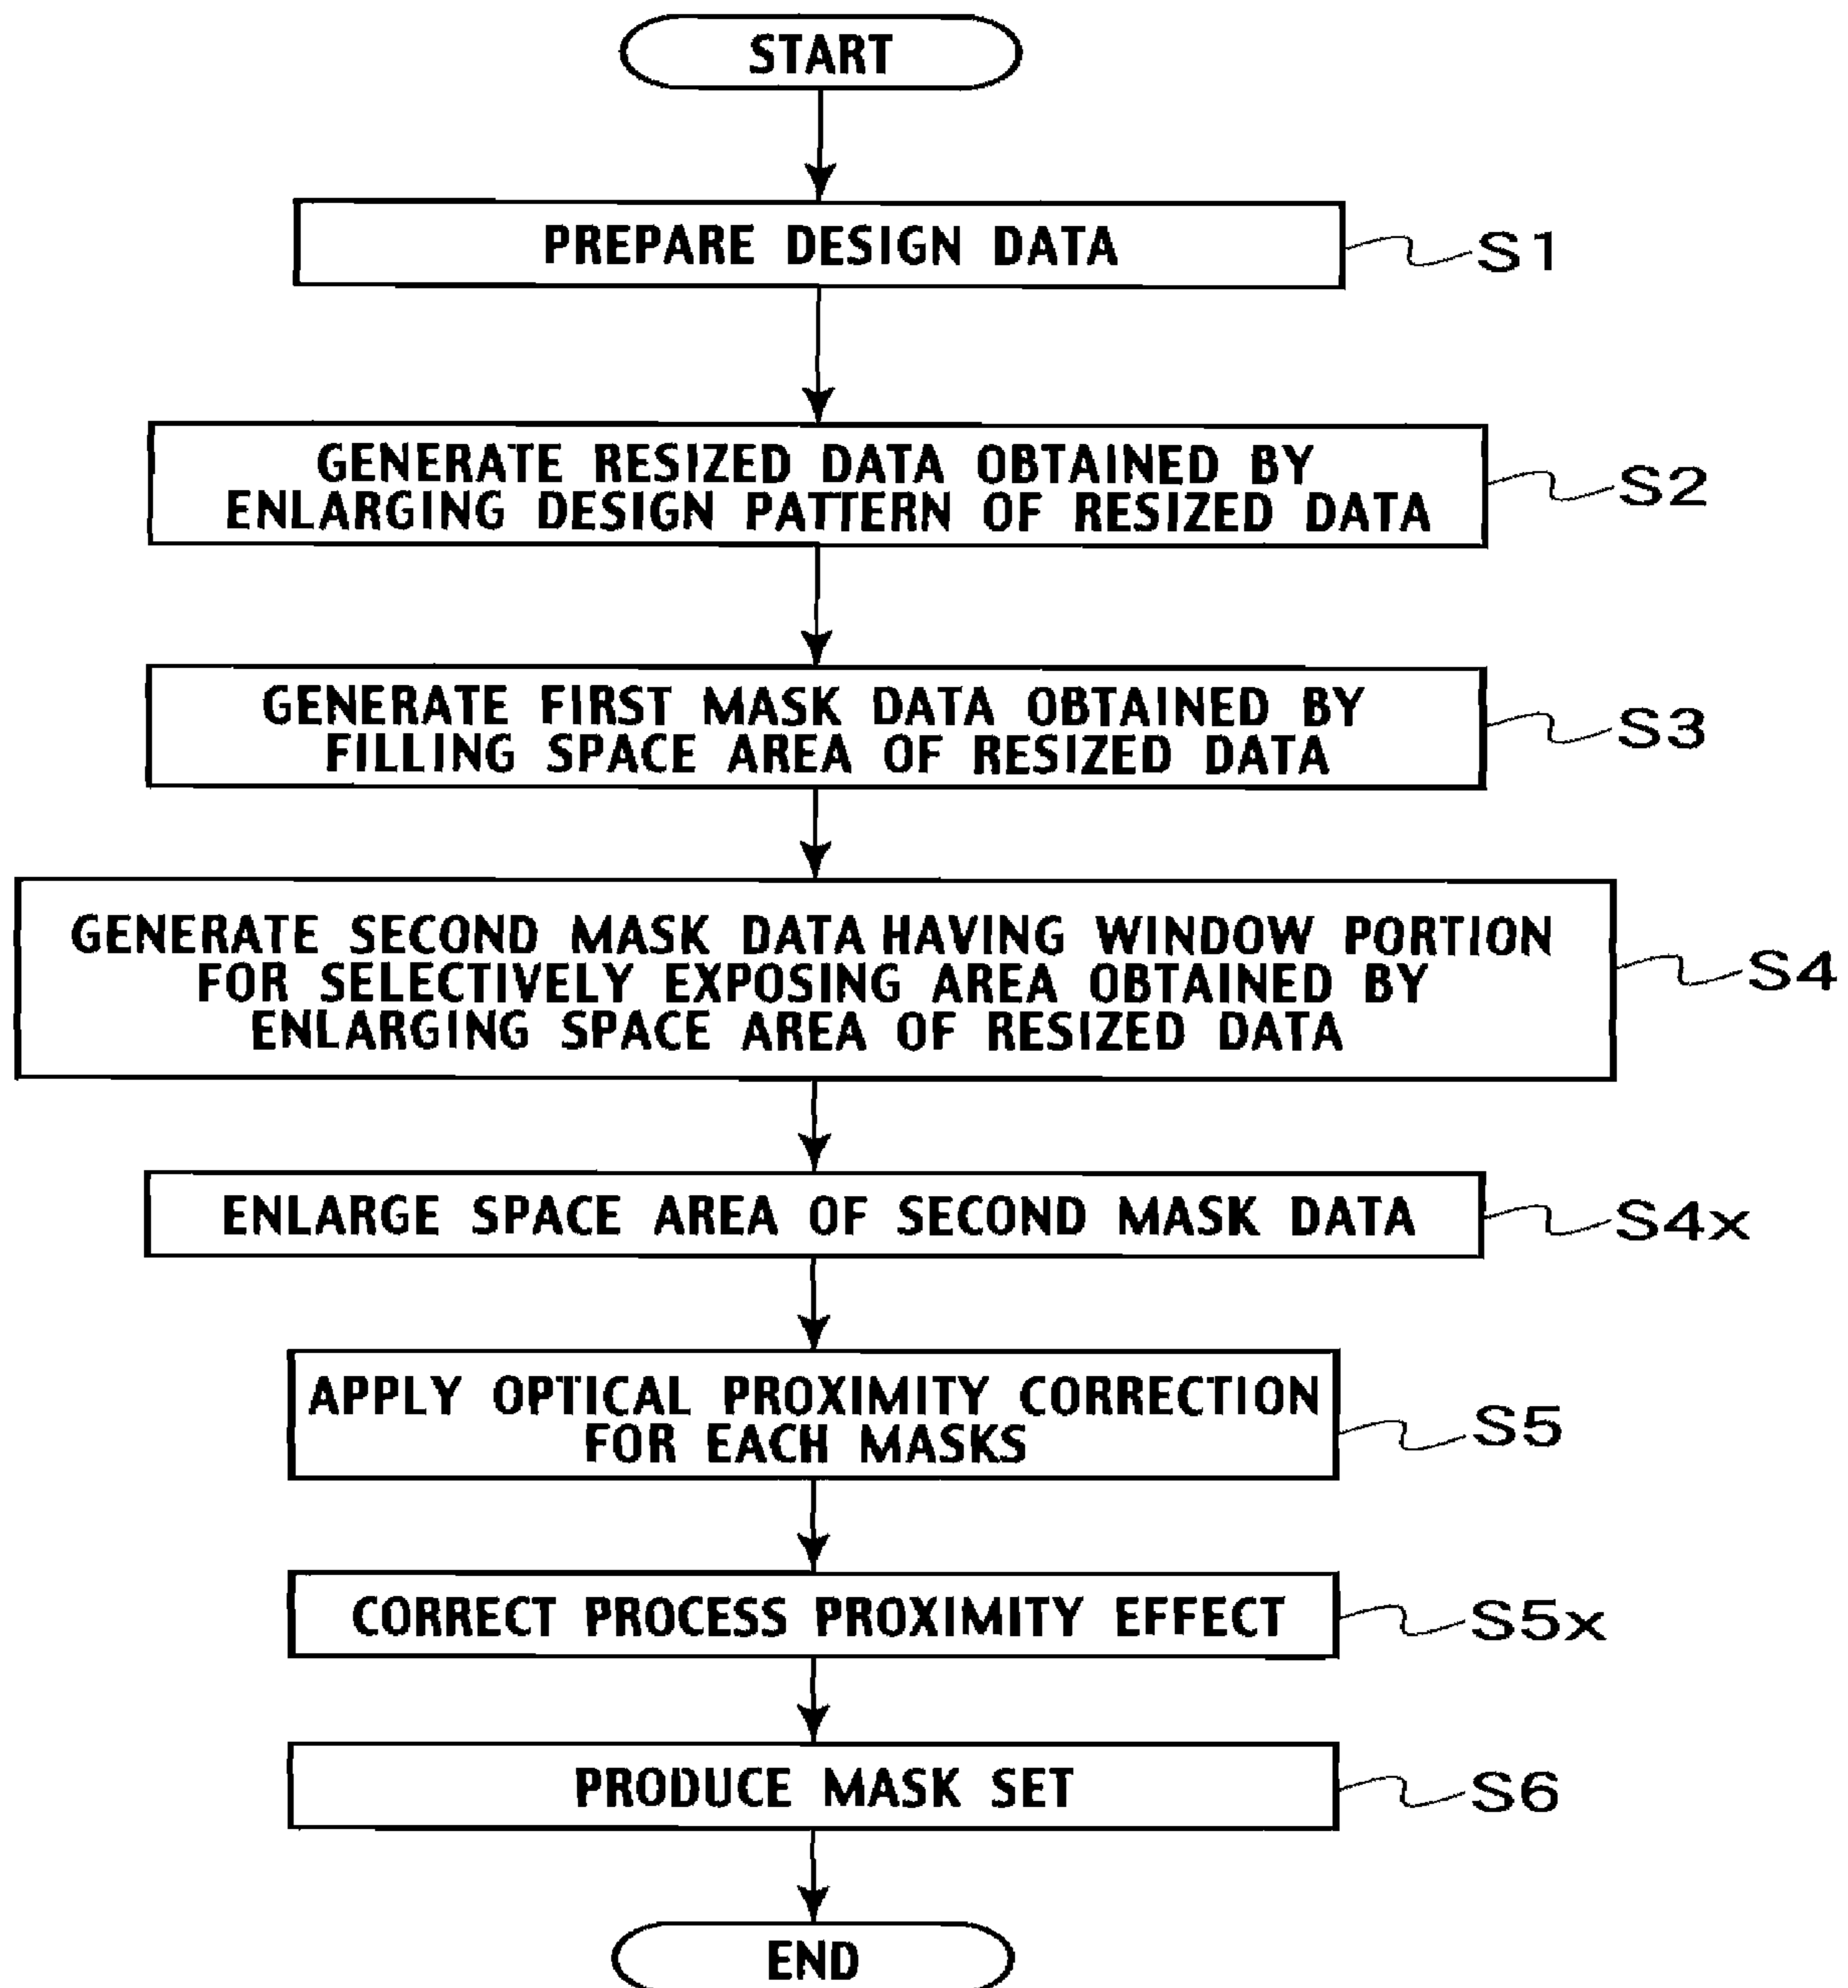 START
PREPARE DESIGN DATA
S1
GENERATE RESIZED DATA OBTAINED BY
ENLARGING DESIGN PATTERN OF RESIZED DATA
S2
GENERATE FIRST MASK DATA OBTAINED BY
FILLING SPACE AREA OF RESIZED DATA
S3
GENERATE SECOND MASK DATA HAVING WINDOW PORTION
FOR SELECTIVELY EXPOSING AREA OBTAINED BY
ENLARGING SPACE AREA OF RESIZED DATA
S4
ENLARGE SPACE AREA OF SECOND MASK DATA
S4x
APPLY OPTICAL PROXIMITY CORRECTION
FOR EACH MASKS
S5
CORRECT PROCESS PROXIMITY EFFECT
S5x
PRODUCE MASK SET
S6
END